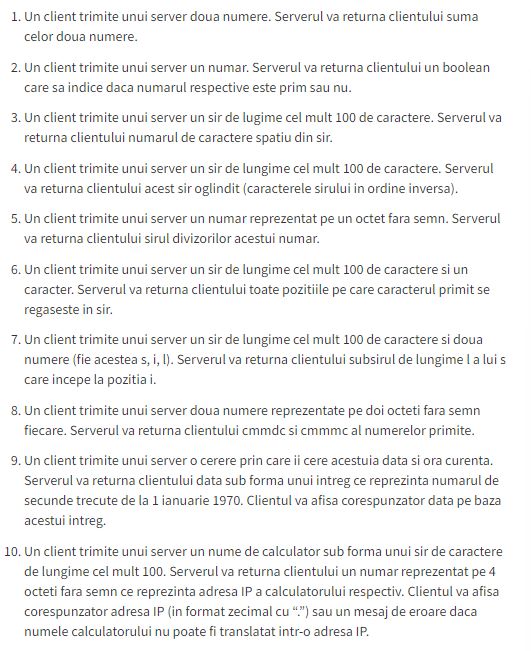 1. Un client trimite unui server doua numere. Serverul va returna clientului suma
celor doua numere.
2. Un client trimite unui server un numar. Serverul va returna clientului un boolean
care sa indice daca numarul respective este prim sau nu.
3. Un client trimite unui server un sir de lugime cel mult 100 de caractere. Serverul va
returna clientului numarul de caractere spatiu din sir.
4. Un client trimite unui server un sir de lungime cel mult 100 de caractere. Serverul
va returna clientului acest sir oglindit (caracterele sirului in ordine inversa).
5. Un client trimite unui server un numar reprezentat pe un octet fara semn. Serverul
va returna clientului sirul divizorilor acestui numar.
6. Un client trimite unui server un sir de lungime cel mult 100 de caractere si un
caracter. Serverul va returna clientului toate pozitiile pe care caracterul primit se
regaseste in sir.
7. Un client trimite unui server un sir de lungime cel mult 100 de caractere si doua
numere (fie acestea s, i, l). Serverul va returna clientului subsirul de lungime l a lui s
care incepe la pozitia i.
8. Un client trimite unui server doua numere reprezentate pe doi octeti fara semn
fiecare. Serverul va returna clientului cmmdc si cmmmc al numerelor primite.
9. Un client trimite unui server o cerere prin care ii cere acestuia data si ora curenta.
Serverul va returna clientului data sub forma unui intreg ce reprezinta numarul de
secunde trecute de la 1 ianuarie 1970. Clientul va afisa corespunzator data pe baza
acestui intreg.
10. Un client trimite unui server un nume de calculator sub forma unui sir de caractere
de lungime cel mult 100. Serverul va returna clientului un numar reprezentat pe 4
octeti fara semn ce reprezinta adresa IP a calculatorului respectiv. Clientul va afisa
corespunzator adresa IP (in format zecimal cu “.”) sau un mesaj de eroare daca
numele calculatorului nu poate fi translatat intr-o adresa IP.